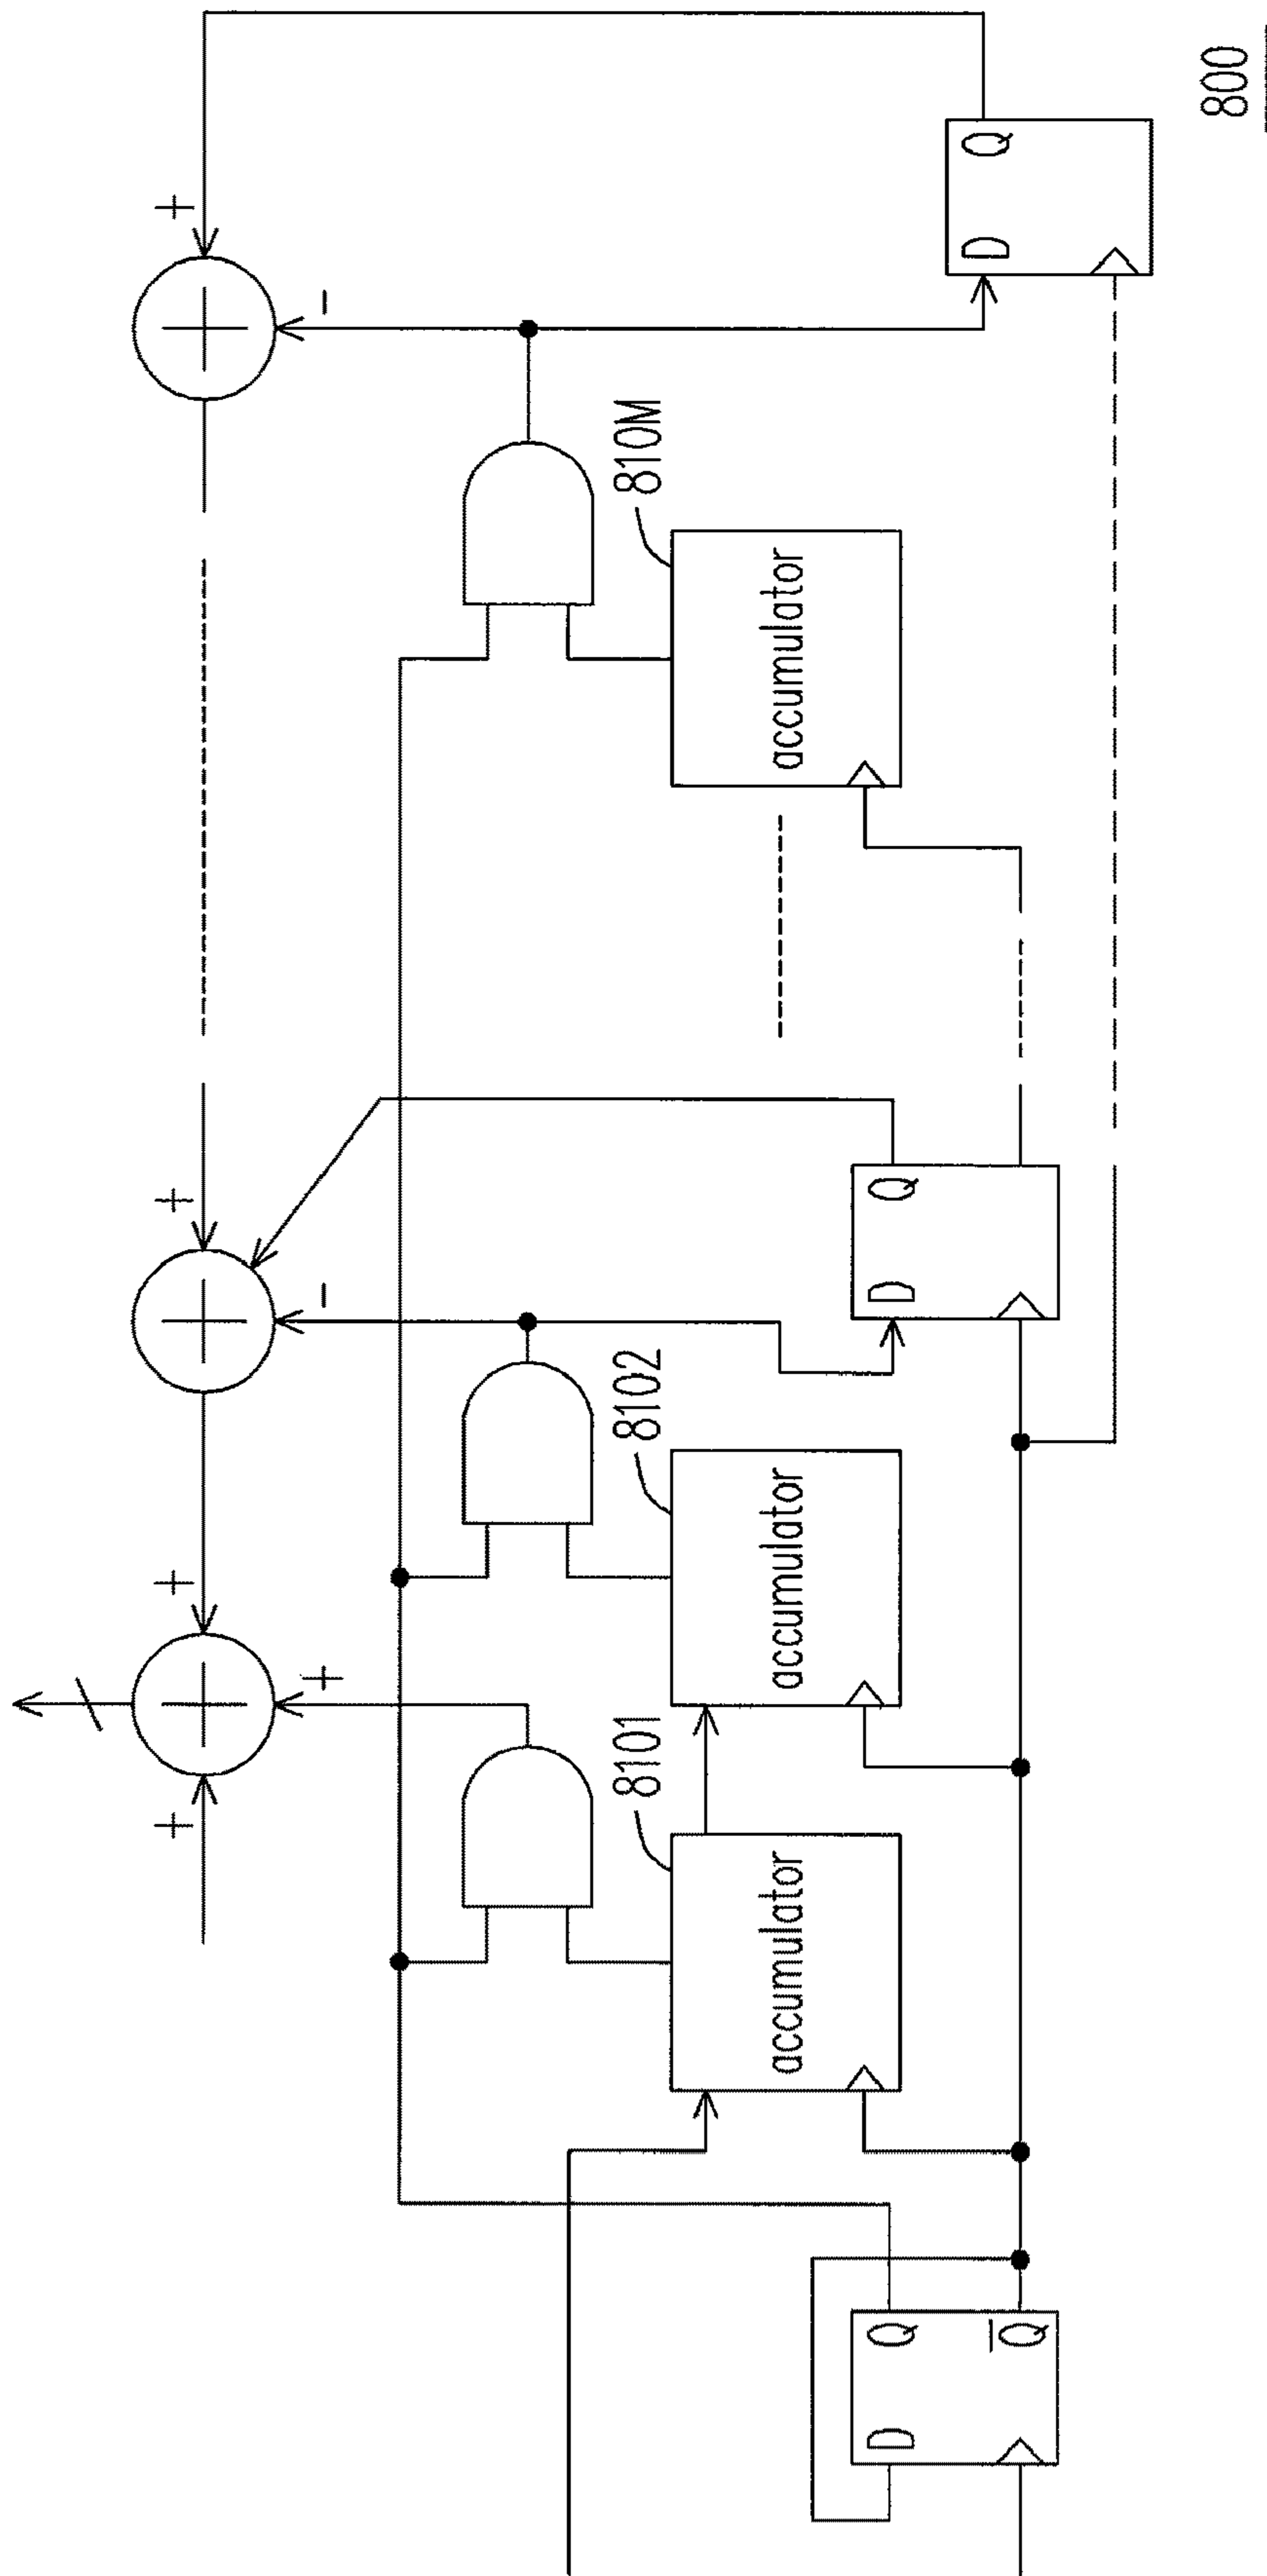 +
+
+
+
+
−
−
8101
8102
810M
accumulator
accumulator
accumulator
D Q
Q̅
D Q
D Q
800